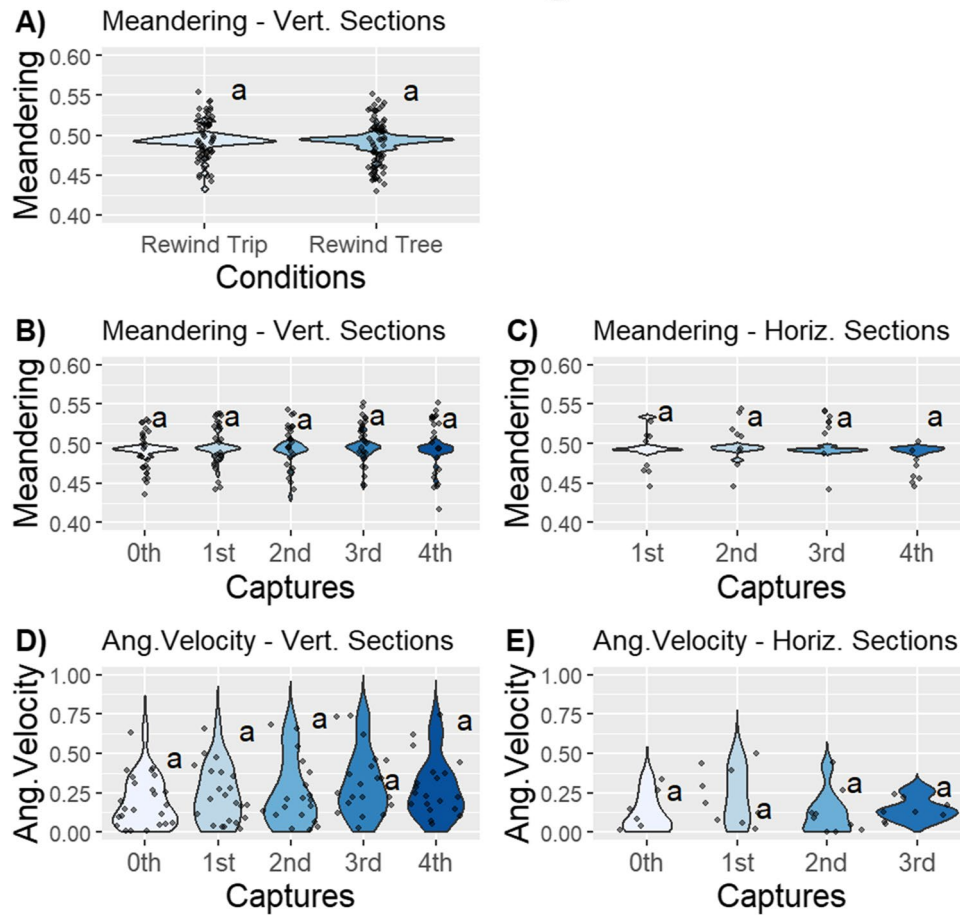 A) Meandering - Vert. Sections
Meandering
0.60
0.55
0.50
0.45
0.40
a a
Rewind Trip Rewind Tree
Conditions
B) Meandering - Vert. Sections
Meandering
0.60
0.55
0.50
0.45
0.40
a a a a a
0th 1st 2nd 3rd 4th
Captures
C) Meandering - Horiz. Sections
Meandering
0.60
0.55
0.50
0.45
0.40
a a a a
1st 2nd 3rd 4th
Captures
D) Ang.Velocity - Vert. Sections
Ang.Velocity
1.00
0.75
0.50
0.25
0.00
a a a a a
0th 1st 2nd 3rd 4th
Captures
E) Ang.Velocity - Horiz. Sections
Ang.Velocity
1.00
0.75
0.50
0.25
0.00
a a a a
0th 1st 2nd 3rd
Captures